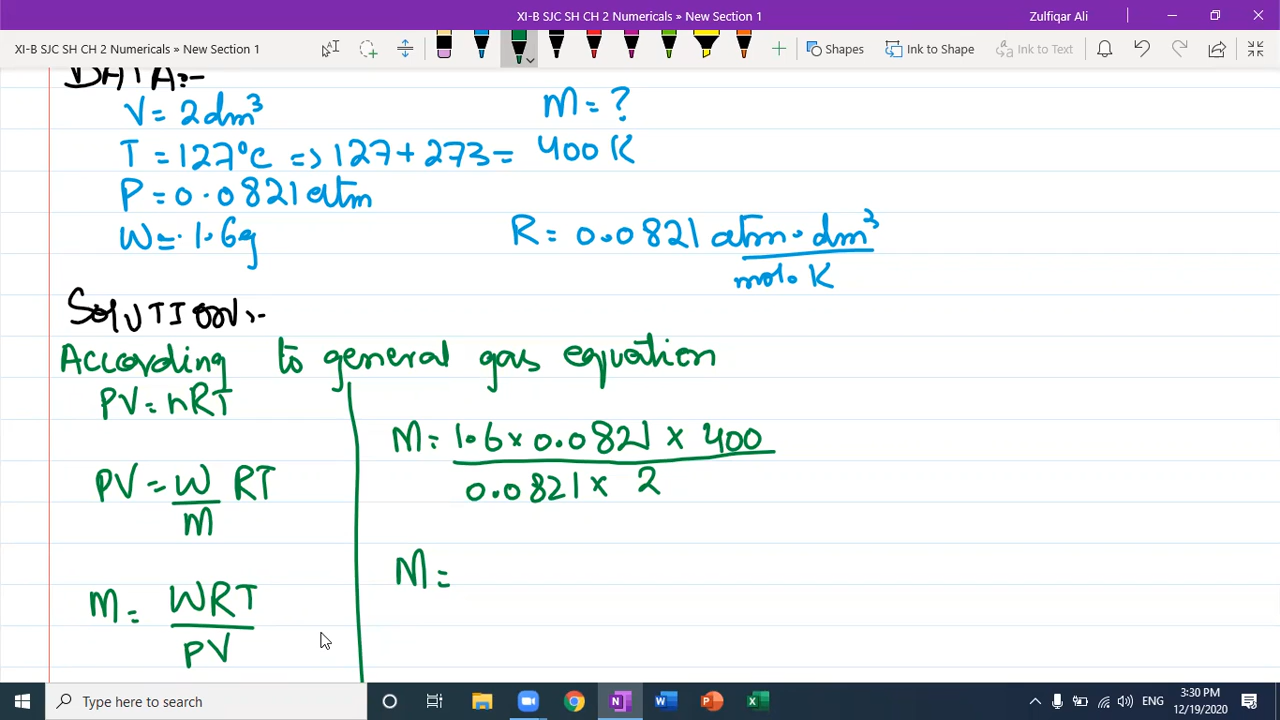 XI-B SJC SH CH 2 Numericals » New Section 1
Zulfiqar Ali
XI-B SJC SH CH 2 Numericals » New Section 1
Shapes
Ink to Shape
Ink to Text
DATA:-
V = 2dm³
M = ?
T = 127°C => 127 + 273 = 400 K
P = 0.0821 atm
W = 1.6g
R = 0.0821 atm . dm³
mol . K
SOLUTION:-
According to general gas equation
PV = nRT
PV = W RT
M
M = WRT
PV
M = 1.6 × 0.0821 × 400
0.0821 × 2
M =
Type here to search
ENG
3:30 PM
12/19/2020